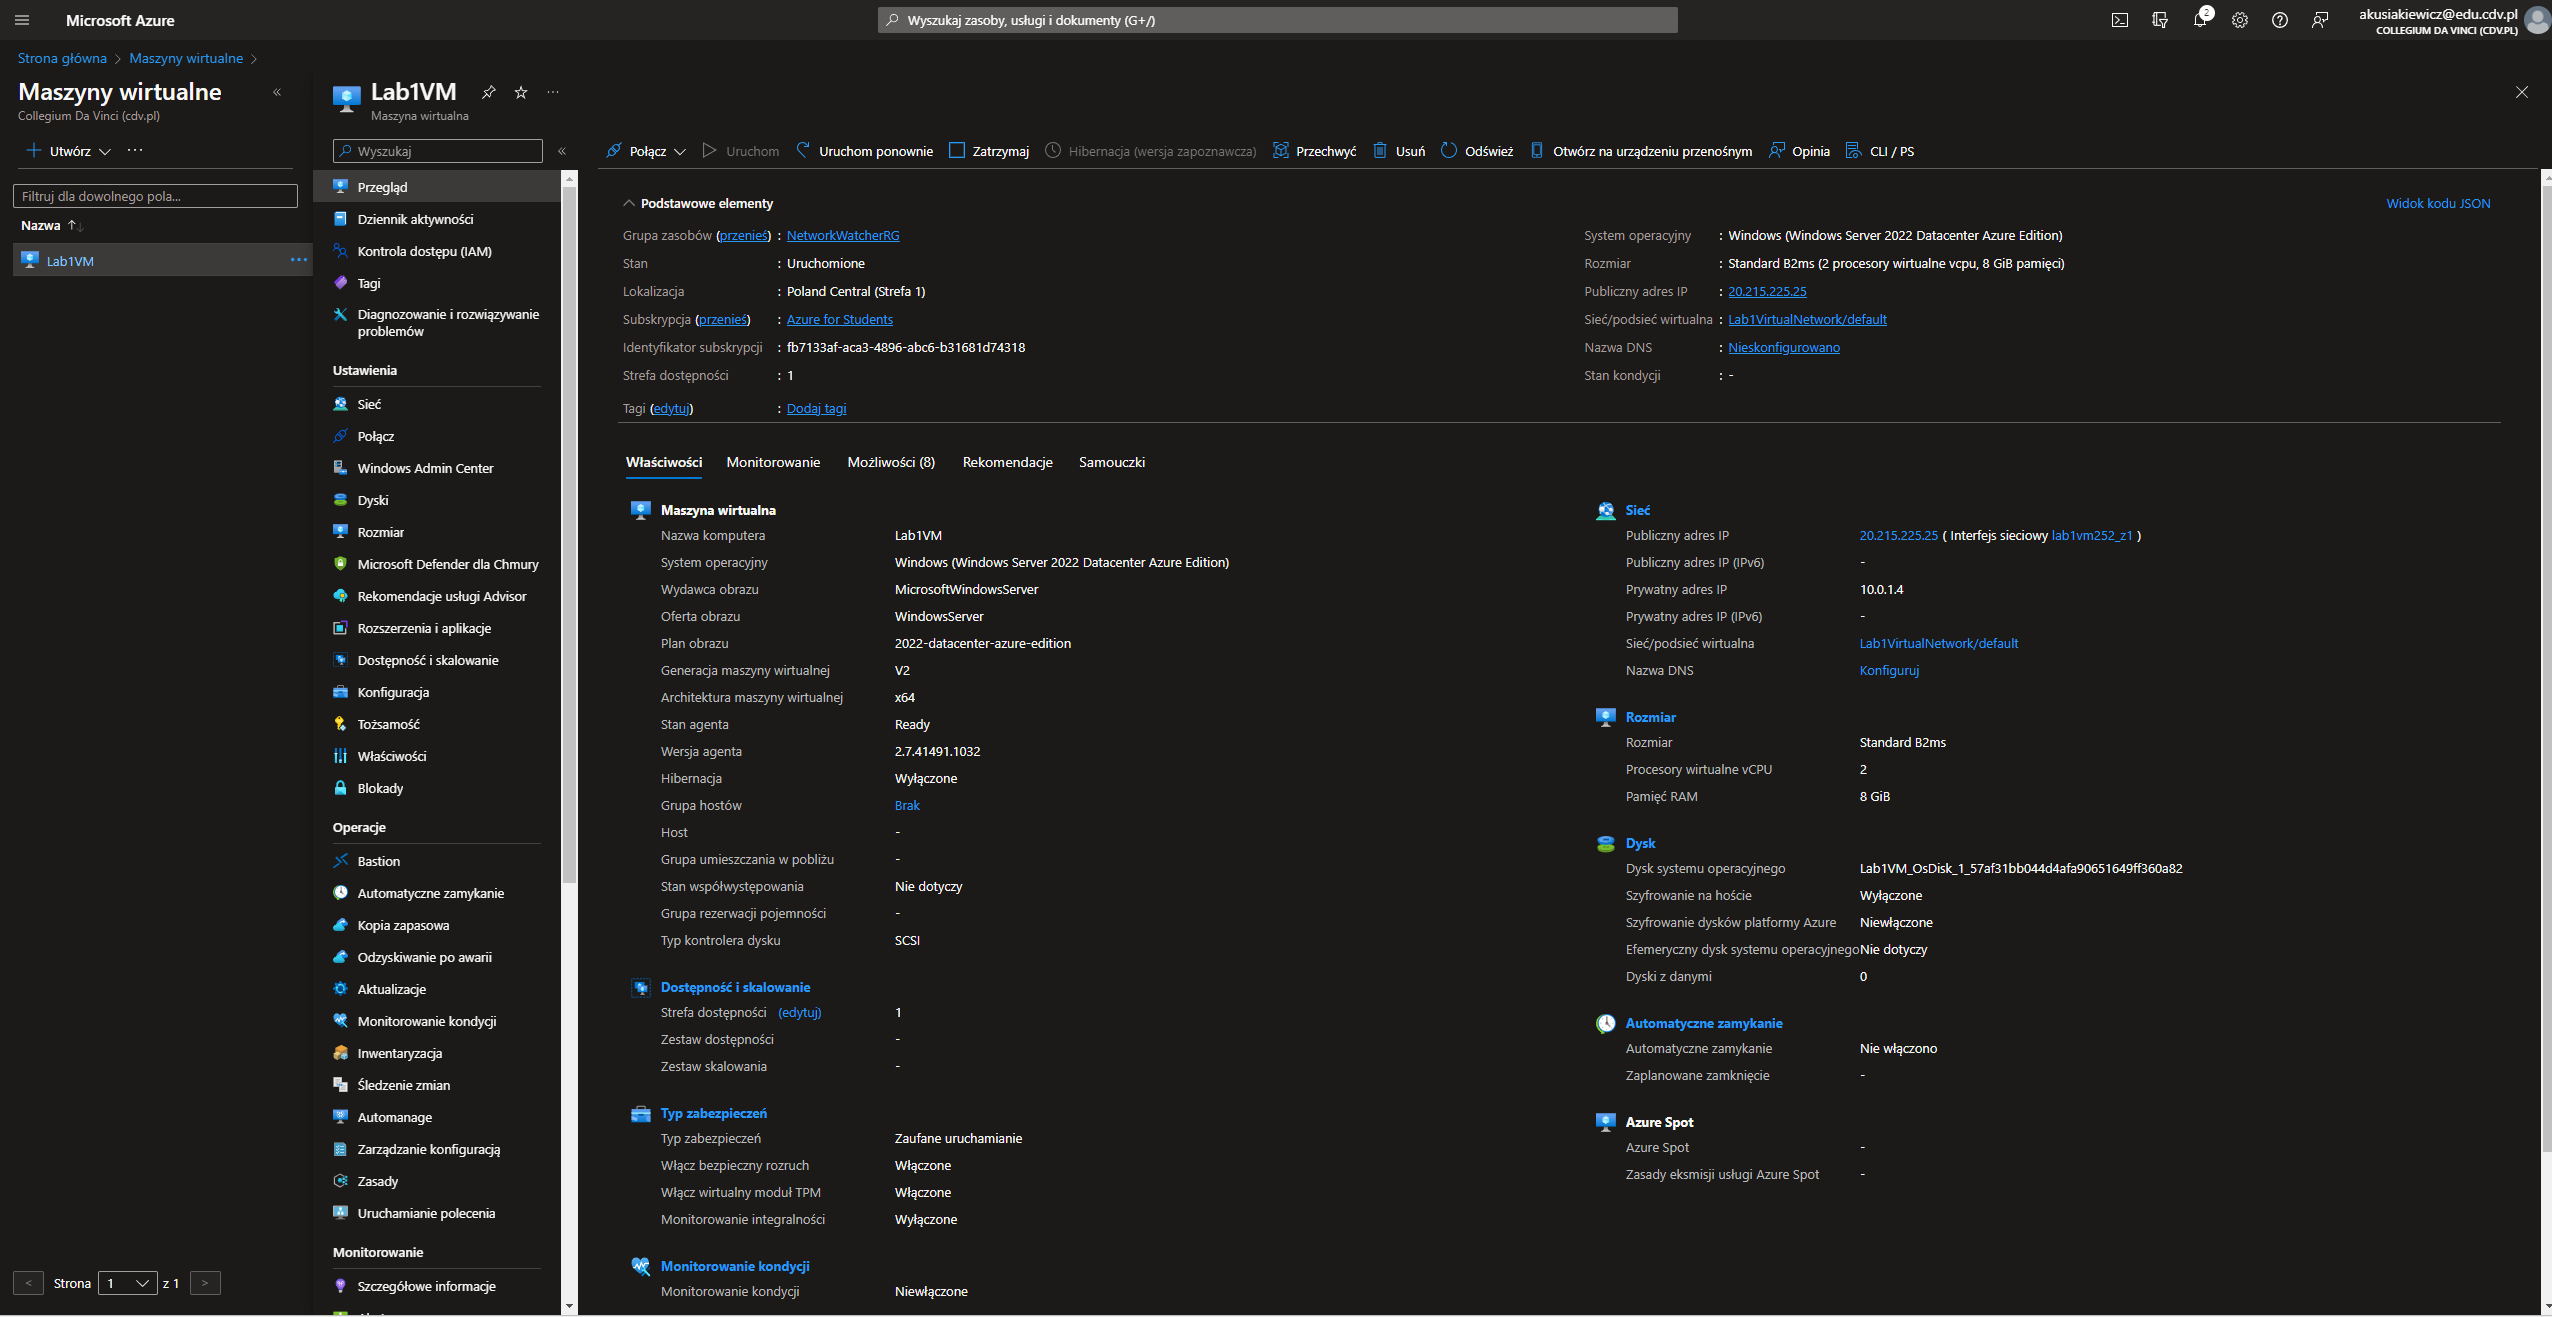 Microsoft Azure
Wyszukaj zasoby, usługi i dokumenty (G+/)
2
akusiakiewicz@edu.cdv.pl
COLLEGIUM DA VINCI (CDV.PL)
Strona główna > Maszyny wirtualne >
Maszyny wirtualne
Collegium Da Vinci (cdv.pl)
Utwórz
Filtruj dla dowolnego pola...
Nazwa
Lab1VM
< Strona 1 z 1 >
Lab1VM
Maszyna wirtualna
Wyszukaj
Przegląd
Dziennik aktywności
Kontrola dostępu (IAM)
Tagi
Diagnozowanie i rozwiązywanie
problemów
Ustawienia
Sieć
Połącz
Windows Admin Center
Dyski
Rozmiar
Microsoft Defender dla Chmury
Rekomendacje usługi Advisor
Rozszerzenia i aplikacje
Dostępność i skalowanie
Konfiguracja
Tożsamość
Właściwości
Blokady
Operacje
Bastion
Automatyczne zamykanie
Kopia zapasowa
Odzyskiwanie po awarii
Aktualizacje
Monitorowanie kondycji
Inwentaryzacja
Śledzenie zmian
Automanage
Zarządzanie konfiguracją
Zasady
Uruchamianie polecenia
Monitorowanie
Szczegółowe informacje
Połącz Uruchom Uruchom ponownie Zatrzymaj Hibernacja (wersja zapoznawcza) Przechwyć Usuń Odśwież Otwórz na urządzeniu przenośnym Opinia CLI / PS
Podstawowe elementy
Widok kodu JSON
Grupa zasobów (przenieś) : NetworkWatcherRG
Stan : Uruchomione
Lokalizacja : Poland Central (Strefa 1)
Subskrypcja (przenieś) : Azure for Students
Identyfikator subskrypcji : fb7133af-aca3-4896-abc6-b31681d74318
Strefa dostępności : 1
Tagi (edytuj) : Dodaj tagi
System operacyjny : Windows (Windows Server 2022 Datacenter Azure Edition)
Rozmiar : Standard B2ms (2 procesory wirtualne vcpu, 8 GiB pamięci)
Publiczny adres IP : 20.215.225.25
Sieć/podsieć wirtualna : Lab1VirtualNetwork/default
Nazwa DNS : Nieskonfigurowano
Stan kondycji : -
Właściwości Monitorowanie Możliwości (8) Rekomendacje Samouczki
Maszyna wirtualna
Nazwa komputera Lab1VM
System operacyjny Windows (Windows Server 2022 Datacenter Azure Edition)
Wydawca obrazu MicrosoftWindowsServer
Oferta obrazu WindowsServer
Plan obrazu 2022-datacenter-azure-edition
Generacja maszyny wirtualnej V2
Architektura maszyny wirtualnej x64
Stan agenta Ready
Wersja agenta 2.7.41491.1032
Hibernacja Wyłączone
Grupa hostów Brak
Host -
Grupa umieszczania w pobliżu -
Stan współwystępowania Nie dotyczy
Grupa rezerwacji pojemności -
Typ kontrolera dysku SCSI
Dostępność i skalowanie
Strefa dostępności (edytuj) 1
Zestaw dostępności -
Zestaw skalowania -
Typ zabezpieczeń
Typ zabezpieczeń Zaufane uruchamianie
Włącz bezpieczny rozruch Włączone
Włącz wirtualny moduł TPM Włączone
Monitorowanie integralności Wyłączone
Monitorowanie kondycji
Monitorowanie kondycji Niewłączone
Sieć
Publiczny adres IP 20.215.225.25 ( Interfejs sieciowy lab1vm252_z1 )
Publiczny adres IP (IPv6) -
Prywatny adres IP 10.0.1.4
Prywatny adres IP (IPv6) -
Sieć/podsieć wirtualna Lab1VirtualNetwork/default
Nazwa DNS Konfiguruj
Rozmiar
Rozmiar Standard B2ms
Procesory wirtualne vCPU 2
Pamięć RAM 8 GiB
Dysk
Dysk systemu operacyjnego Lab1VM_OsDisk_1_57af31bb044d4afa90651649ff360a82
Szyfrowanie na hoście Wyłączone
Szyfrowanie dysków platformy Azure Niewłączone
Efemeryczny dysk systemu operacyjnego Nie dotyczy
Dyski z danymi 0
Automatyczne zamykanie
Automatyczne zamykanie Nie włączono
Zaplanowane zamknięcie -
Azure Spot
Azure Spot -
Zasady eksmisji usługi Azure Spot -